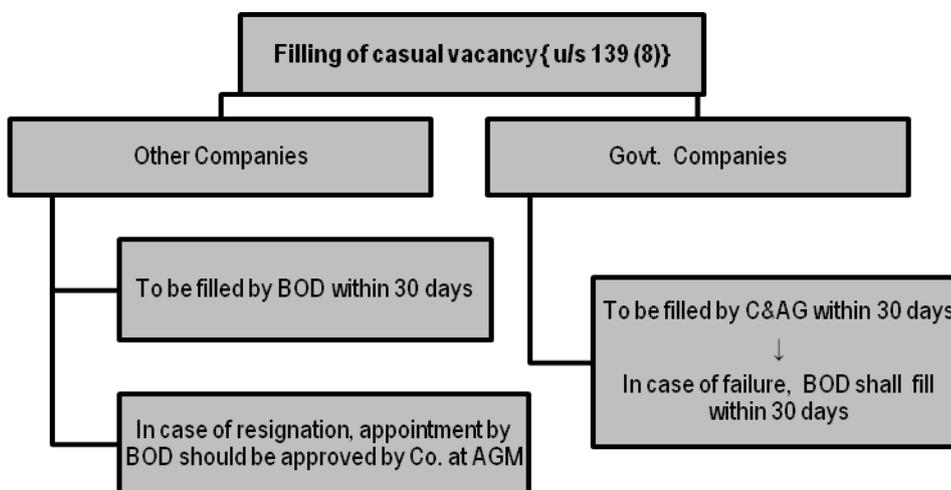 Filling of casual vacancy{ u/s 139 (8)}
Other Companies
Govt. Companies
To be filled by BOD within 30 days
In case of resignation, appointment by
BOD should be approved by Co. at AGM
To be filled by C&AG within 30 days
↓
In case of failure, BOD shall fill
within 30 days